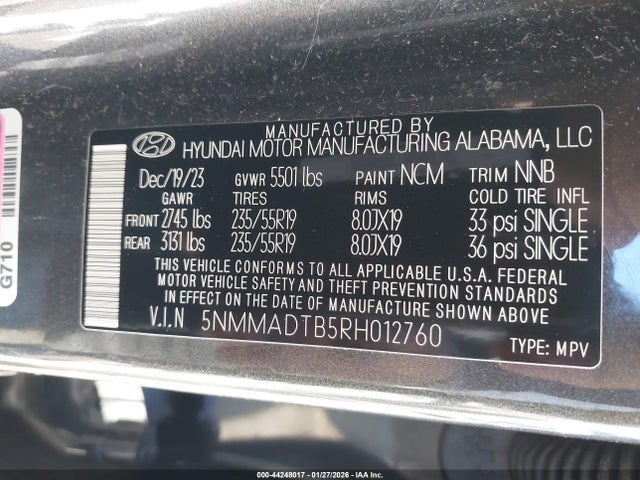 MANUFACTURED BY
HYUNDAI MOTOR MANUFACTURING ALABAMA, LLC
Dec/19/23 GVWR 5501 lbs PAINT NCM TRIM NNB
GAWR TIRES RIMS COLD TIRE INFL
FRONT 2745 lbs 235/55R19 8.0JX19 33 psi SINGLE
REAR 3131 lbs 235/55R19 8.0JX19 36 psi SINGLE
THIS VEHICLE CONFORMS TO ALL APPLICABLE U.S.A. FEDERAL
MOTOR VEHICLE SAFETY AND THEFT PREVENTION STANDARDS
IN EFFECT ON THE DATE OF MANUFACTURE SHOWN ABOVE
V.I.N 5NMMADTB5RH012760 TYPE: MPV
G710
000-44248017 - 01/27/2026 - IAAI Inc.